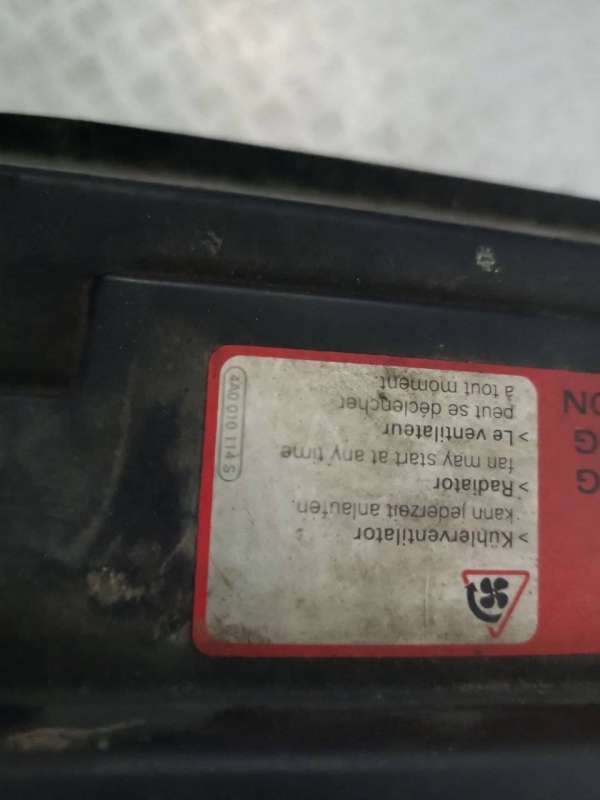 > Kühlerventilator
kann jederzeit anlaufen.
> Radiator
fan may start at any time
> Le ventilateur
peut se déclencher
à tout moment.
4A0 010 114 S
G
G
ON